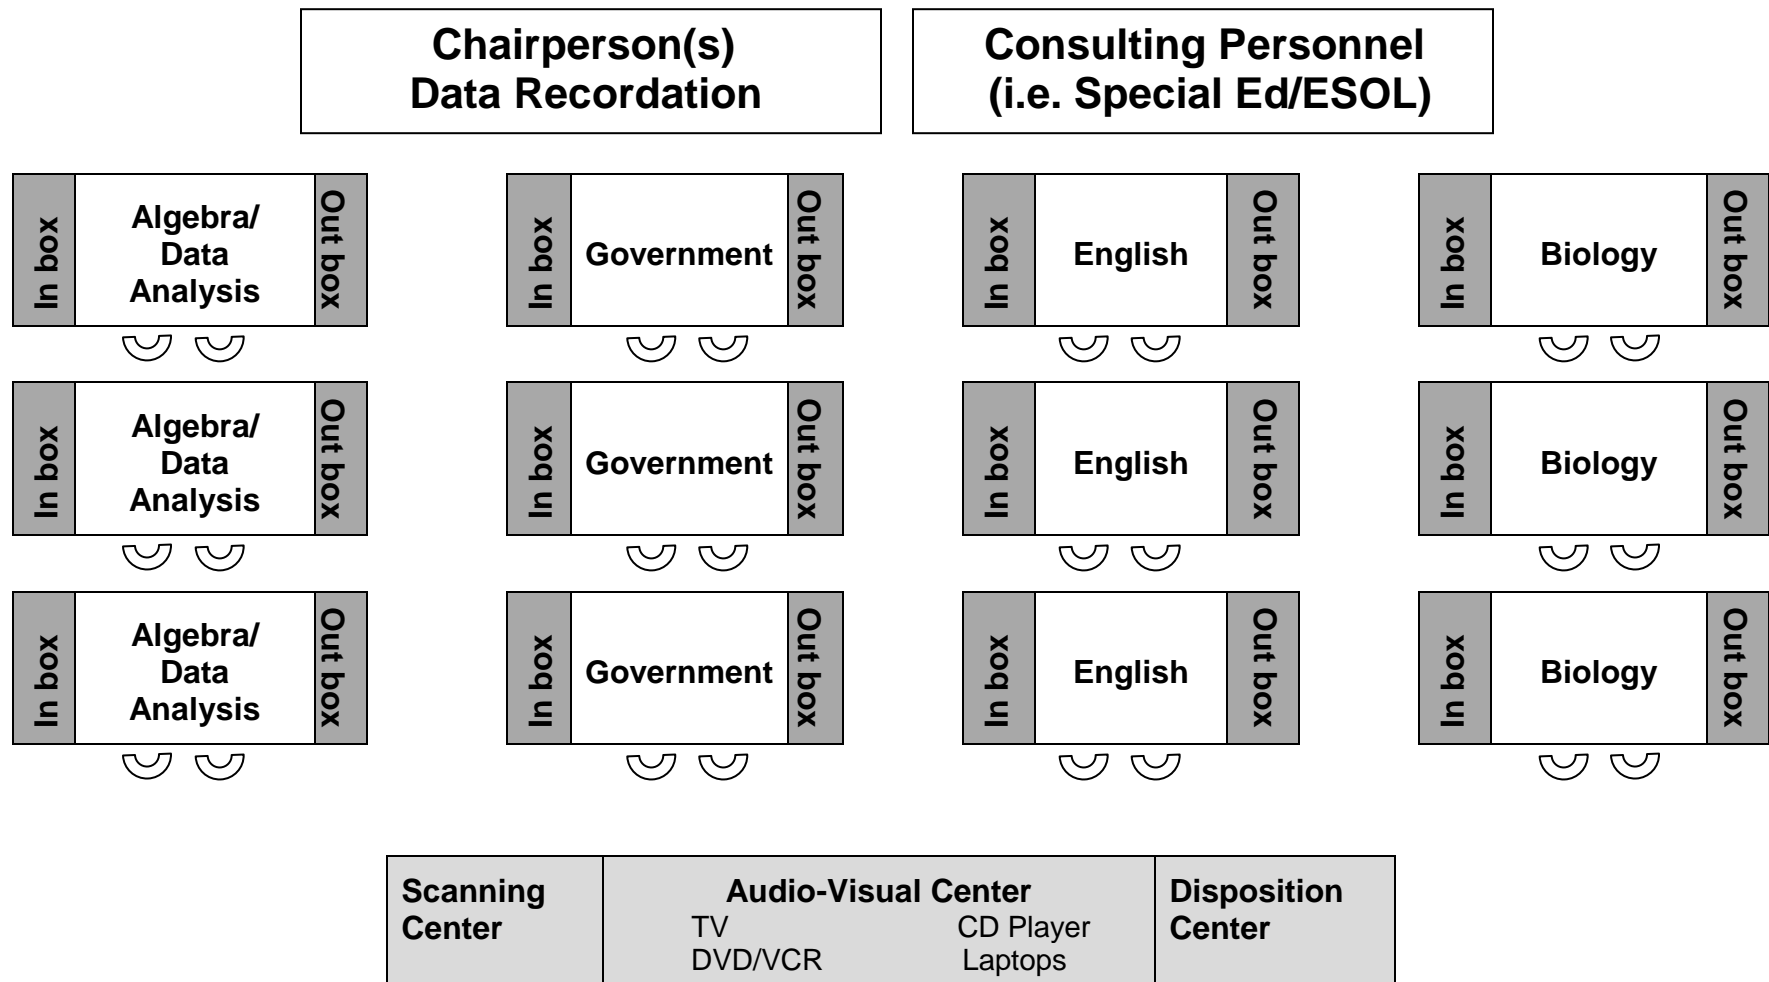 Chairperson(s)
Data Recordation
Consulting Personnel
(i.e. Special Ed/ESOL)
In box
Algebra/
Data
Analysis
Out box
In box
Government
Out box
In box
English
Out box
In box
Biology
Out box
In box
Algebra/
Data
Analysis
Out box
In box
Government
Out box
In box
English
Out box
In box
Biology
Out box
In box
Algebra/
Data
Analysis
Out box
In box
Government
Out box
In box
English
Out box
In box
Biology
Out box
Scanning
Center
Audio-Visual Center
TV CD Player
DVD/VCR Laptops
Disposition
Center